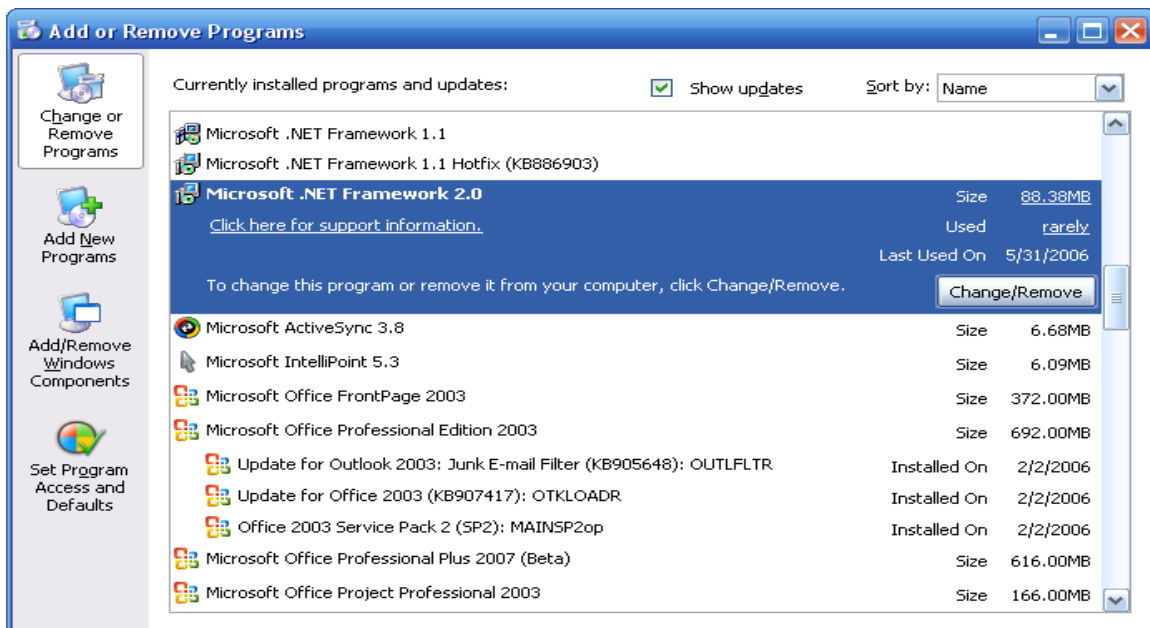 Add or Remove Programs
Change or
Remove
Programs
Add New
Programs
Add/Remove
Windows
Components
Set Program
Access and
Defaults
Currently installed programs and updates:
Show updates
Sort by: Name
Microsoft .NET Framework 1.1
Microsoft .NET Framework 1.1 Hotfix (KB886903)
Microsoft .NET Framework 2.0 Size 88.38MB
Click here for support information. Used rarely
Last Used On 5/31/2006
To change this program or remove it from your computer, click Change/Remove. Change/Remove
Microsoft ActiveSync 3.8 Size 6.68MB
Microsoft IntelliPoint 5.3 Size 6.09MB
Microsoft Office FrontPage 2003 Size 372.00MB
Microsoft Office Professional Edition 2003 Size 692.00MB
Update for Outlook 2003: Junk E-mail Filter (KB905648): OUTLFLTR Installed On 2/2/2006
Update for Office 2003 (KB907417): OTKLOADR Installed On 2/2/2006
Office 2003 Service Pack 2 (SP2): MAINSP2op Installed On 2/2/2006
Microsoft Office Professional Plus 2007 (Beta) Size 616.00MB
Microsoft Office Project Professional 2003 Size 166.00MB